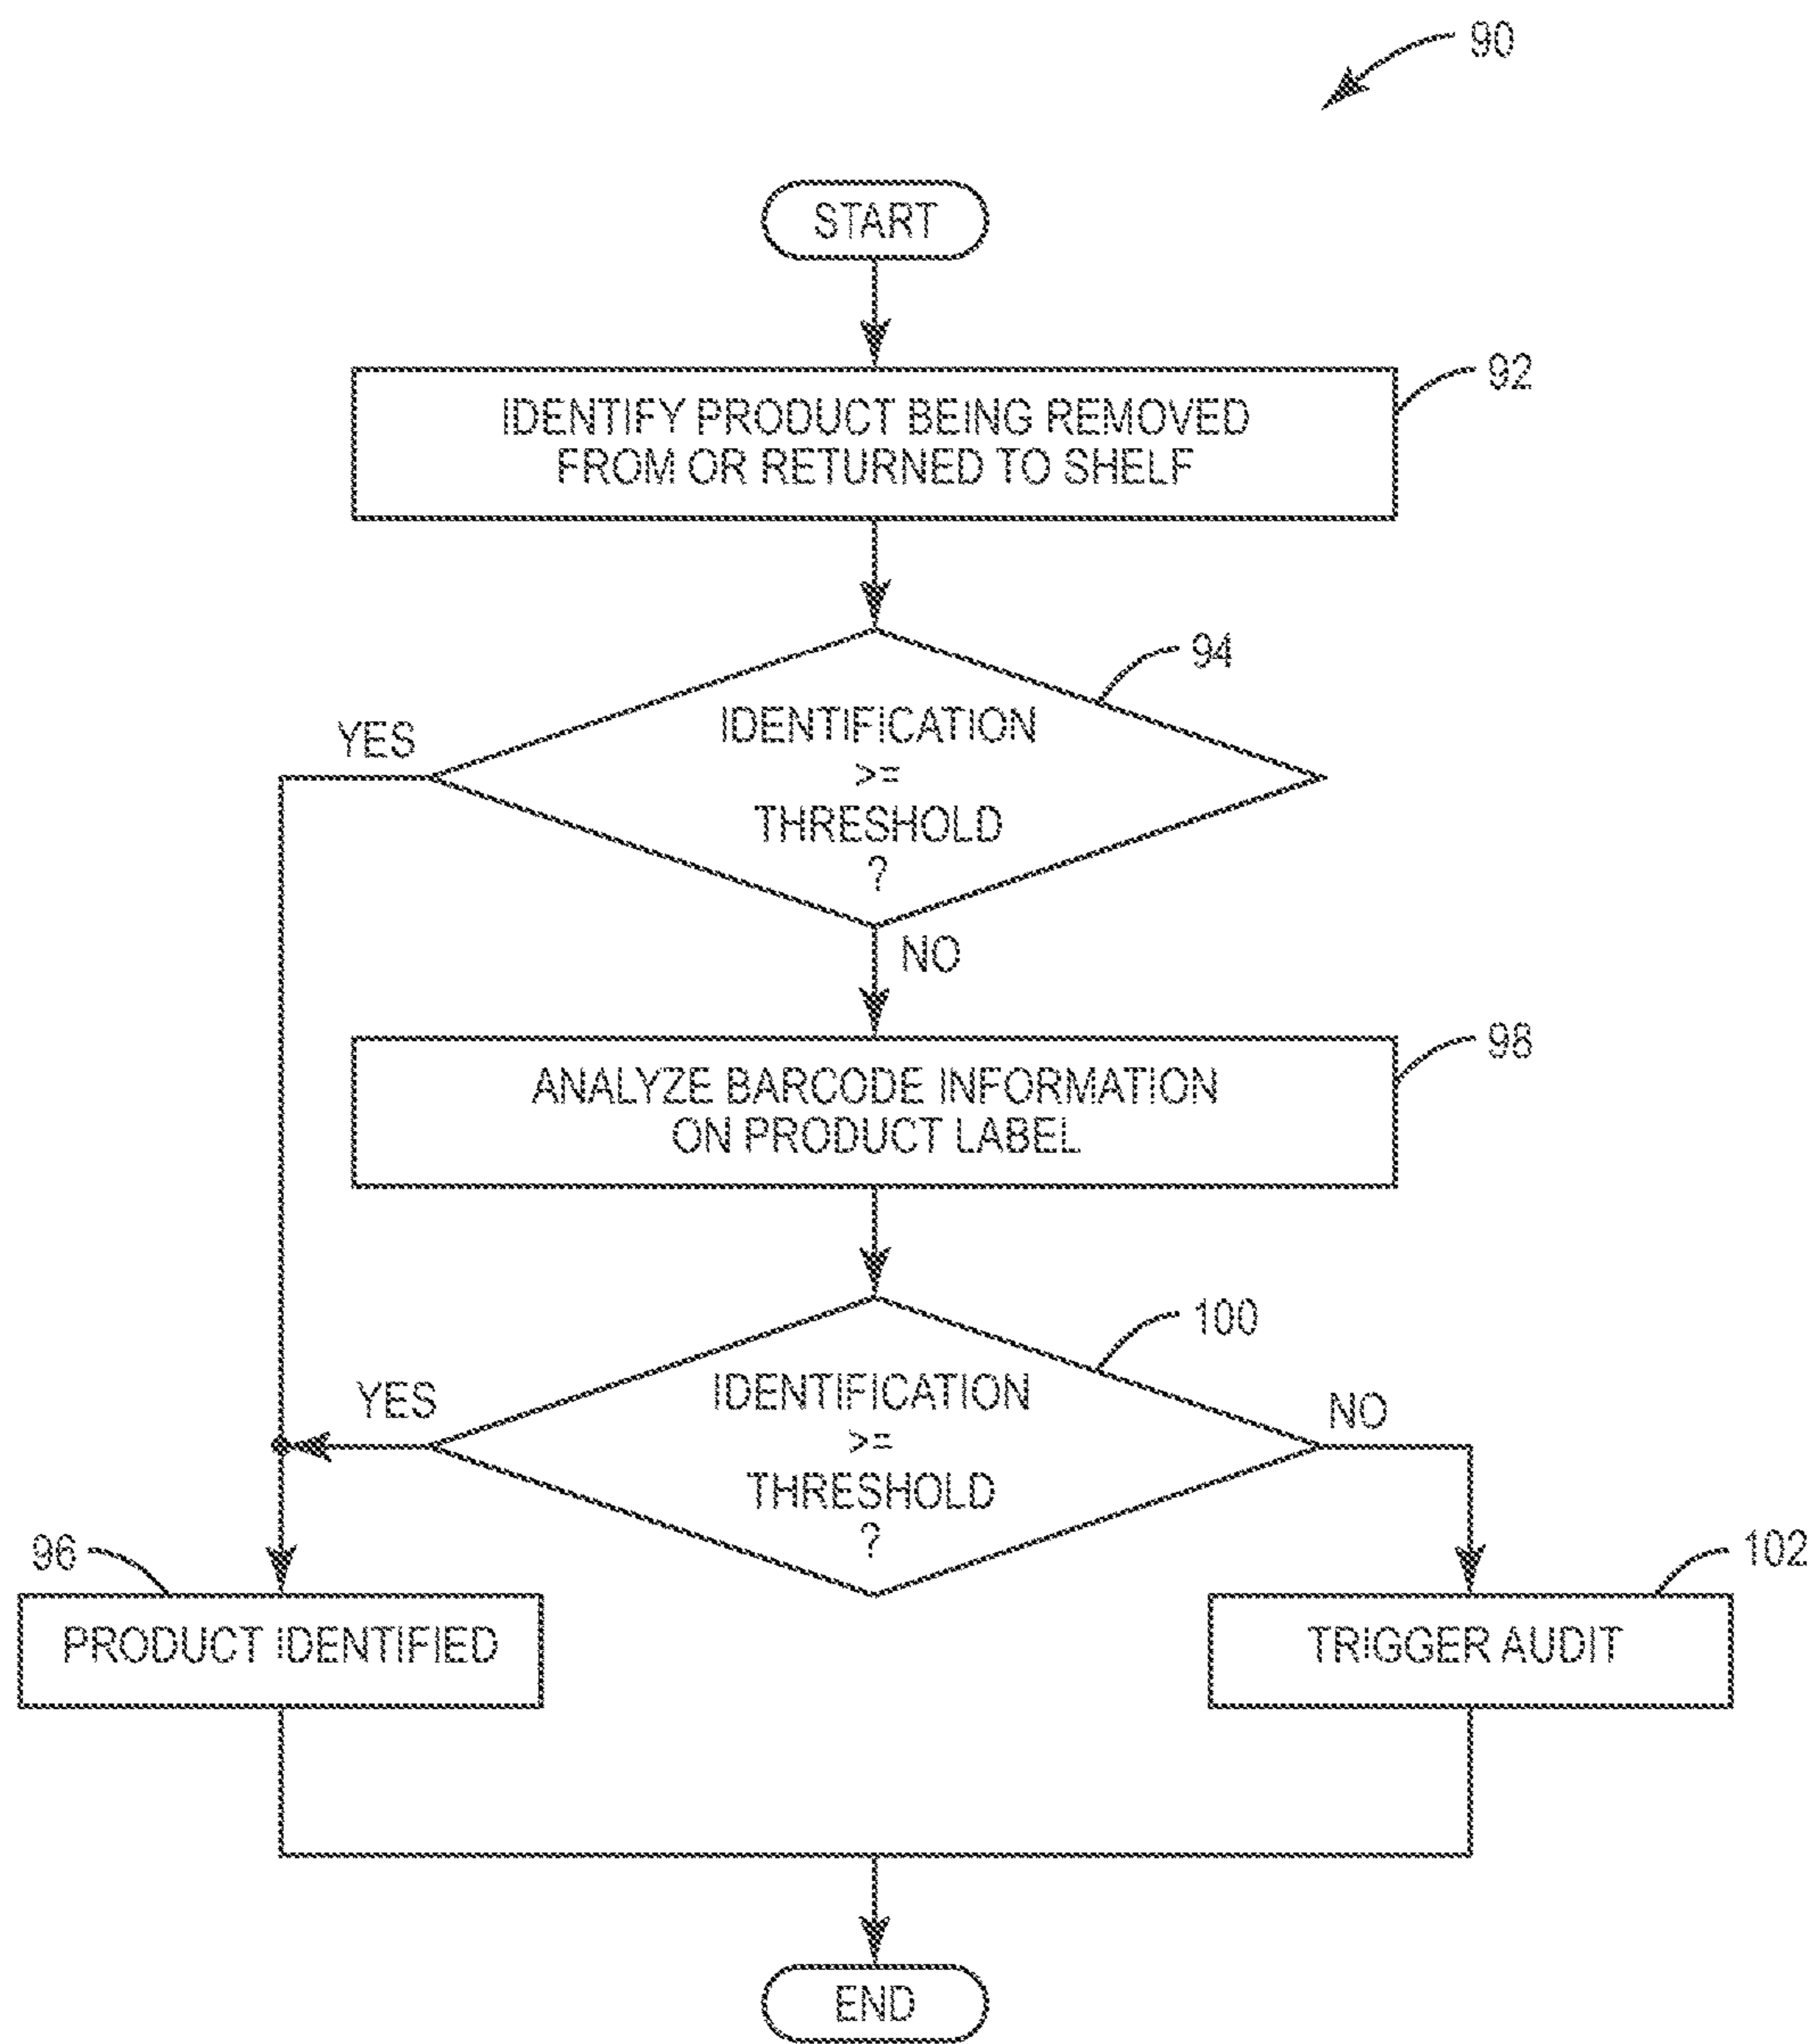 90
START
92
IDENTIFY PRODUCT BEING REMOVED
FROM OR RETURNED TO SHELF
94
IDENTIFICATION
>=
THRESHOLD
?
YES
NO
98
ANALYZE BARCODE INFORMATION
ON PRODUCT LABEL
100
IDENTIFICATION
>=
THRESHOLD
?
YES
NO
96
PRODUCT IDENTIFIED
102
TRIGGER AUDIT
END